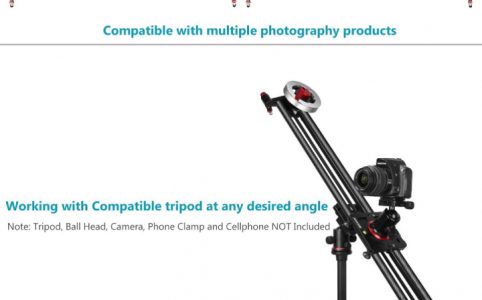 Compatible with multiple photography products
Working with Compatible tripod at any desired angle
Note: Tripod, Ball Head, Camera, Phone Clamp and Cellphone NOT Included